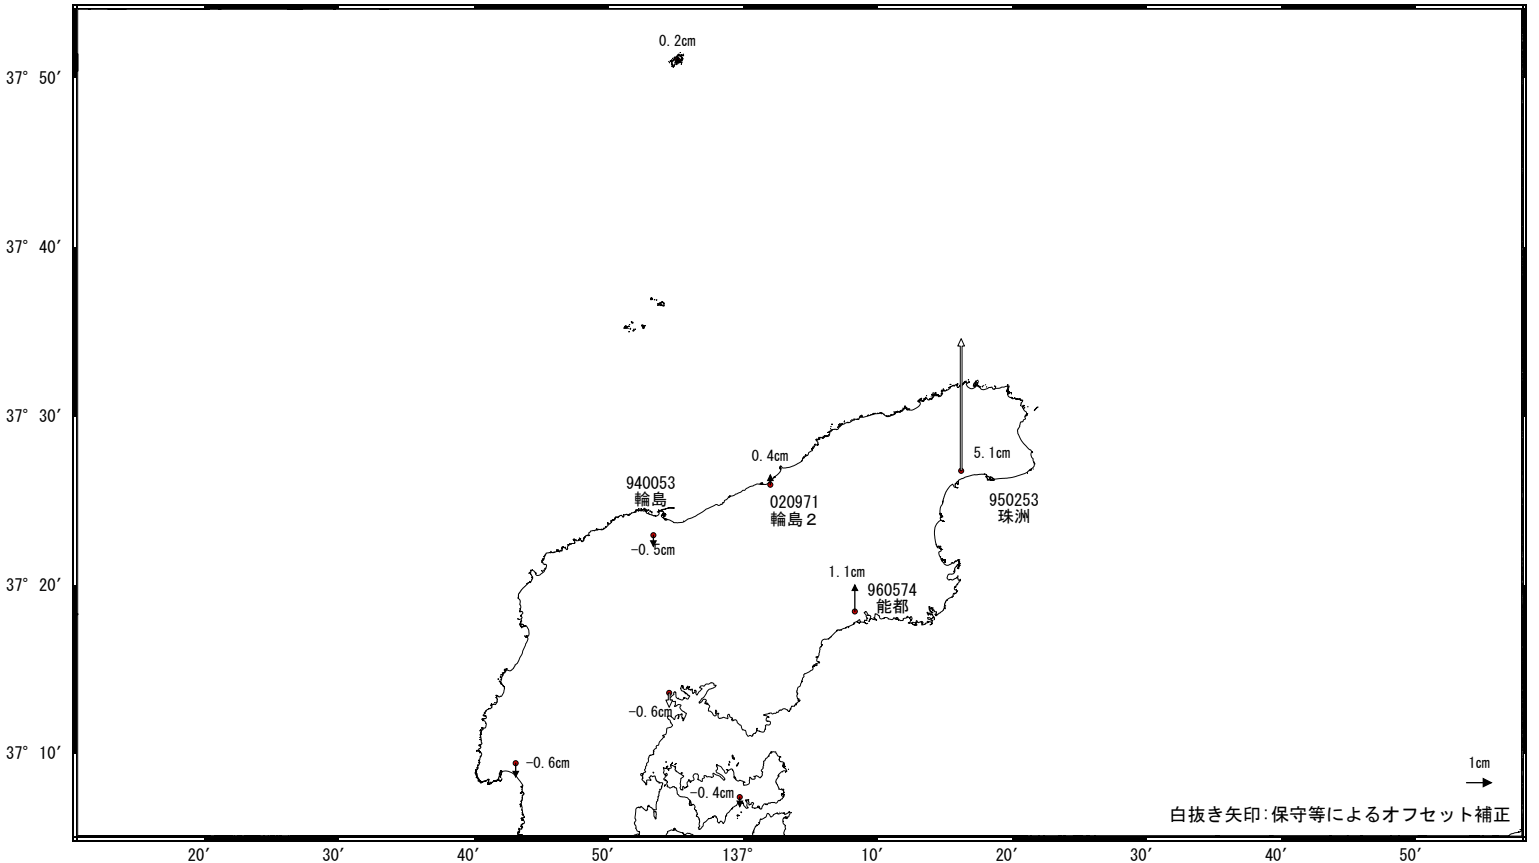 0.2cm
37° 50′
37° 40′
37° 30′
5.1cm
0.4cm
940053
輪島
020971
輪島２
950253
珠洲
-0.5cm
37° 20′
1.1cm
960574
能都
-0.6cm
37° 10′
-0.6cm
1cm
-0.4cm
白抜き矢印:保守等によるオフセット補正
20′
30′
40′
50′
137°
10′
20′
30′
40′
50′